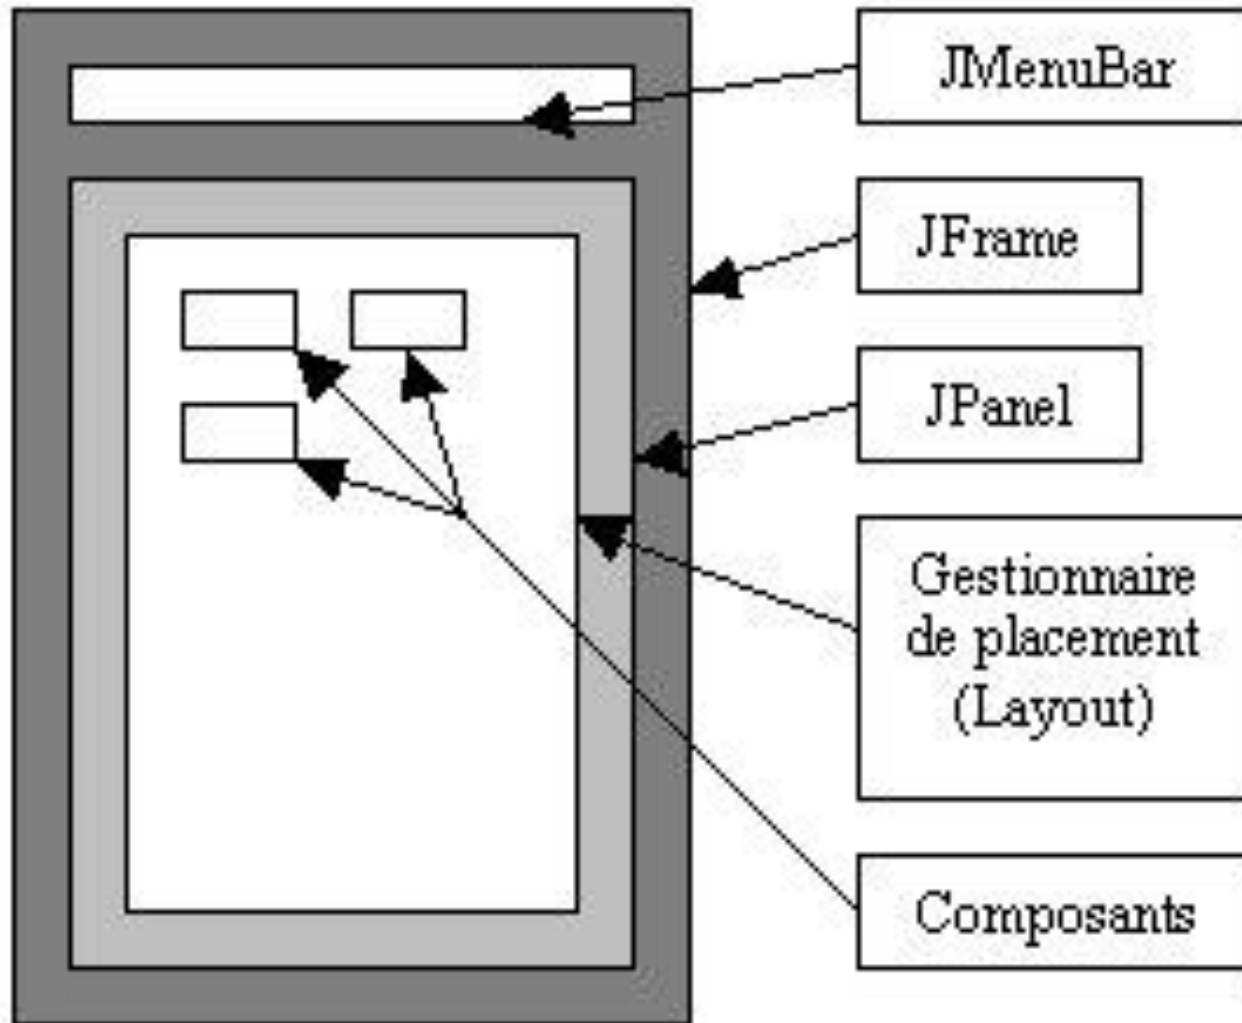 JMenuBar
JFrame
JPanel
Gestionnaire
de placement
(Layout)
Composants